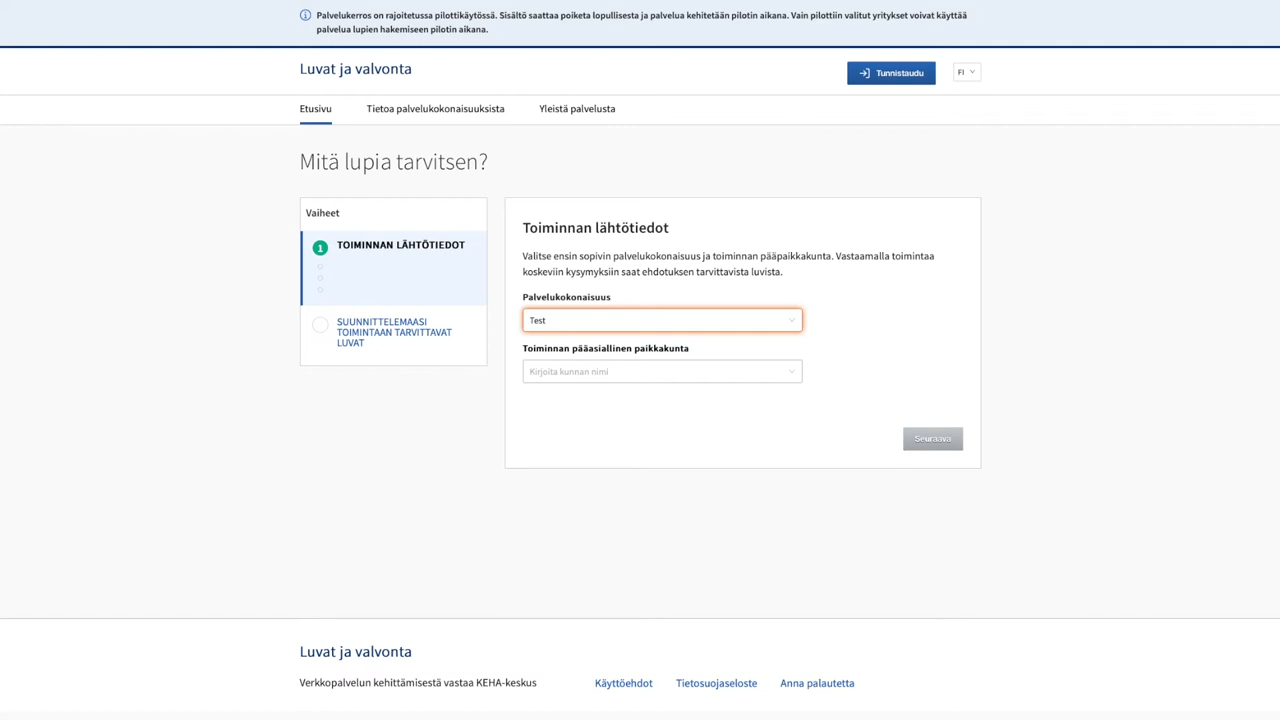 Palvelukerros on rajoitetussa pilottikäytössä. Sisältö saattaa poiketa lopullisesta ja palvelua kehitetään pilotin aikana. Vain pilottiin valitut yritykset voivat käyttää
palvelua lupien hakemiseen pilotin aikana.
Luvat ja valvonta
Tunnistaudu
FI
Etusivu
Tietoa palvelukokonaisuuksista
Yleistä palvelusta
Mitä lupia tarvitsen?
Vaiheet
1
TOIMINNAN LÄHTÖTIEDOT
SUUNNITTELEMAASI
TOIMINTAAN TARVITTAVAT
LUVAT
Toiminnan lähtötiedot
Valitse ensin sopivin palvelukokonaisuus ja toiminnan pääpaikkakunta. Vastaamalla toimintaa
koskeviin kysymyksiin saat ehdotuksen tarvittavista luvista.
Palvelukokonaisuus
Test
Toiminnan pääasiallinen paikkakunta
Kirjoita kunnan nimi
Seuraava
Luvat ja valvonta
Verkkopalvelun kehittämisestä vastaa KEHA-keskus
Käyttöehdot
Tietosuojaseloste
Anna palautetta